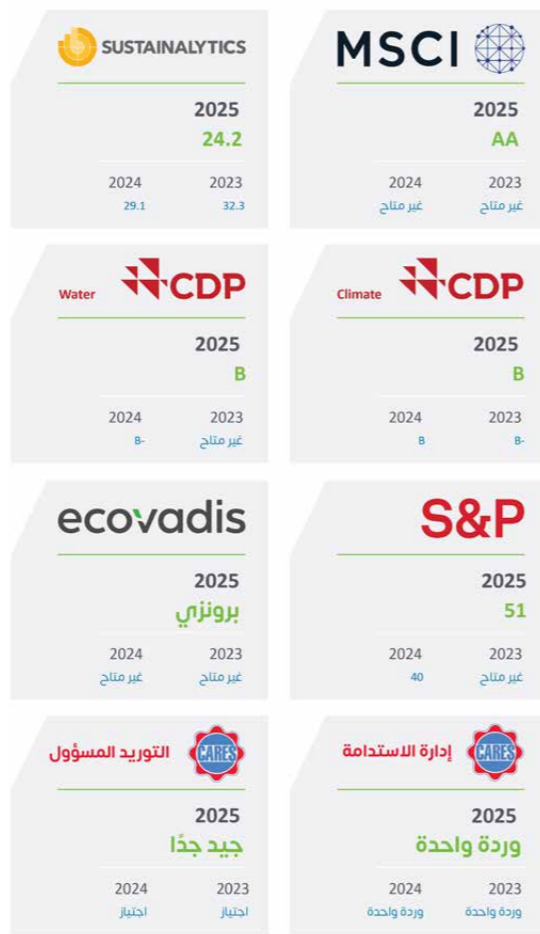 MSCI
2025
AA
2023 2024
غير متاح غير متاح
SUSTAINALYTICS
2025
24.2
2023 2024
32.3 29.1
CDP Climate
2025
B
2023 2024
B- B
CDP Water
2025
B
2023 2024
غير متاح B-
S&P
2025
51
2023 2024
غير متاح 40
ecovadis
2025
برونزي
2023 2024
غير متاح غير متاح
CARES إدارة الاستدامة
2025
وردة واحدة
2023 2024
وردة واحدة وردة واحدة
CARES التوريد المسؤول
2025
جيد جدًا
2023 2024
اجتياز اجتياز